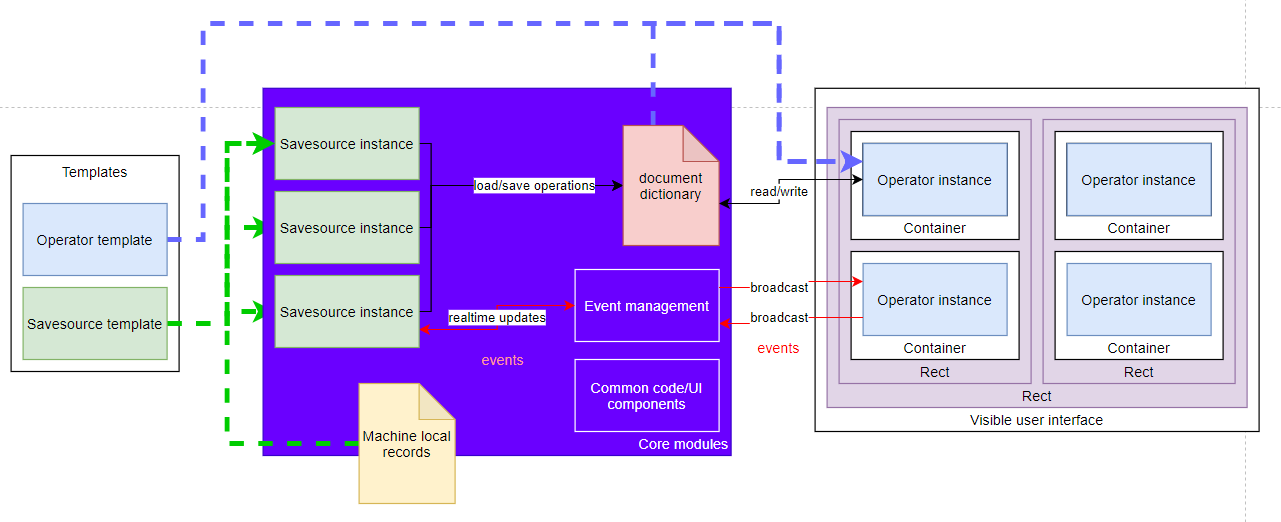 Templates
Operator template
Savesource template
Savesource instance
Savesource instance
Savesource instance
load/save operations
document
dictionary
realtime updates
events
Event management
Common code/UI
components
Core modules
Machine local
records
read/write
broadcast
broadcast
events
Operator instance
Container
Operator instance
Container
Rect
Operator instance
Container
Operator instance
Container
Rect
Rect
Visible user interface